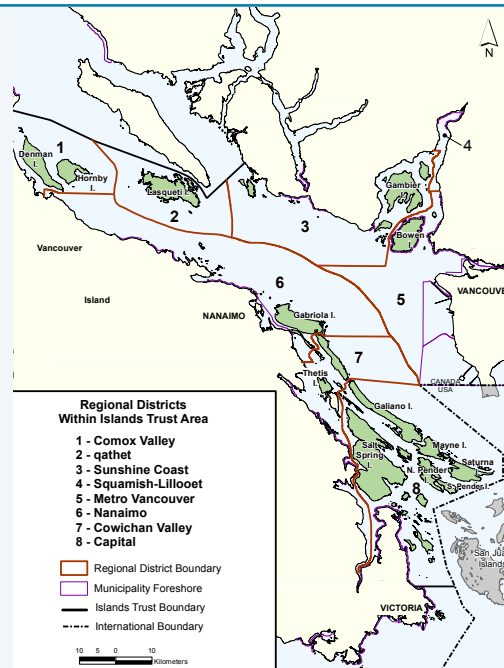 N
4
1
Denman
I.
Hornby
I.
Lasqueti I.
2
Gambier
I.
3
Bowen
I.
Vancouver
6
5
VANCOUVE
Island
NANAIMO
Gabriola I.
7
Thetis
I.
CANADA
USA
Galiano I.
Regional Districts
Within Islands Trust Area
1 - Comox Valley
2 - qathet
3 - Sunshine Coast
4 - Squamish-Lillooet
5 - Metro Vancouver
6 - Nanaimo
7 - Cowichan Valley
8 - Capital
Mayne I.
Salt
Spring
I.
Saturna
I.
N. Pender
I.
S. Pender I.
8
San Jua
Islands
Regional District Boundary
Municipality Foreshore
Islands Trust Boundary
International Boundary
VICTORIA
10 5 0 10
Kilometers